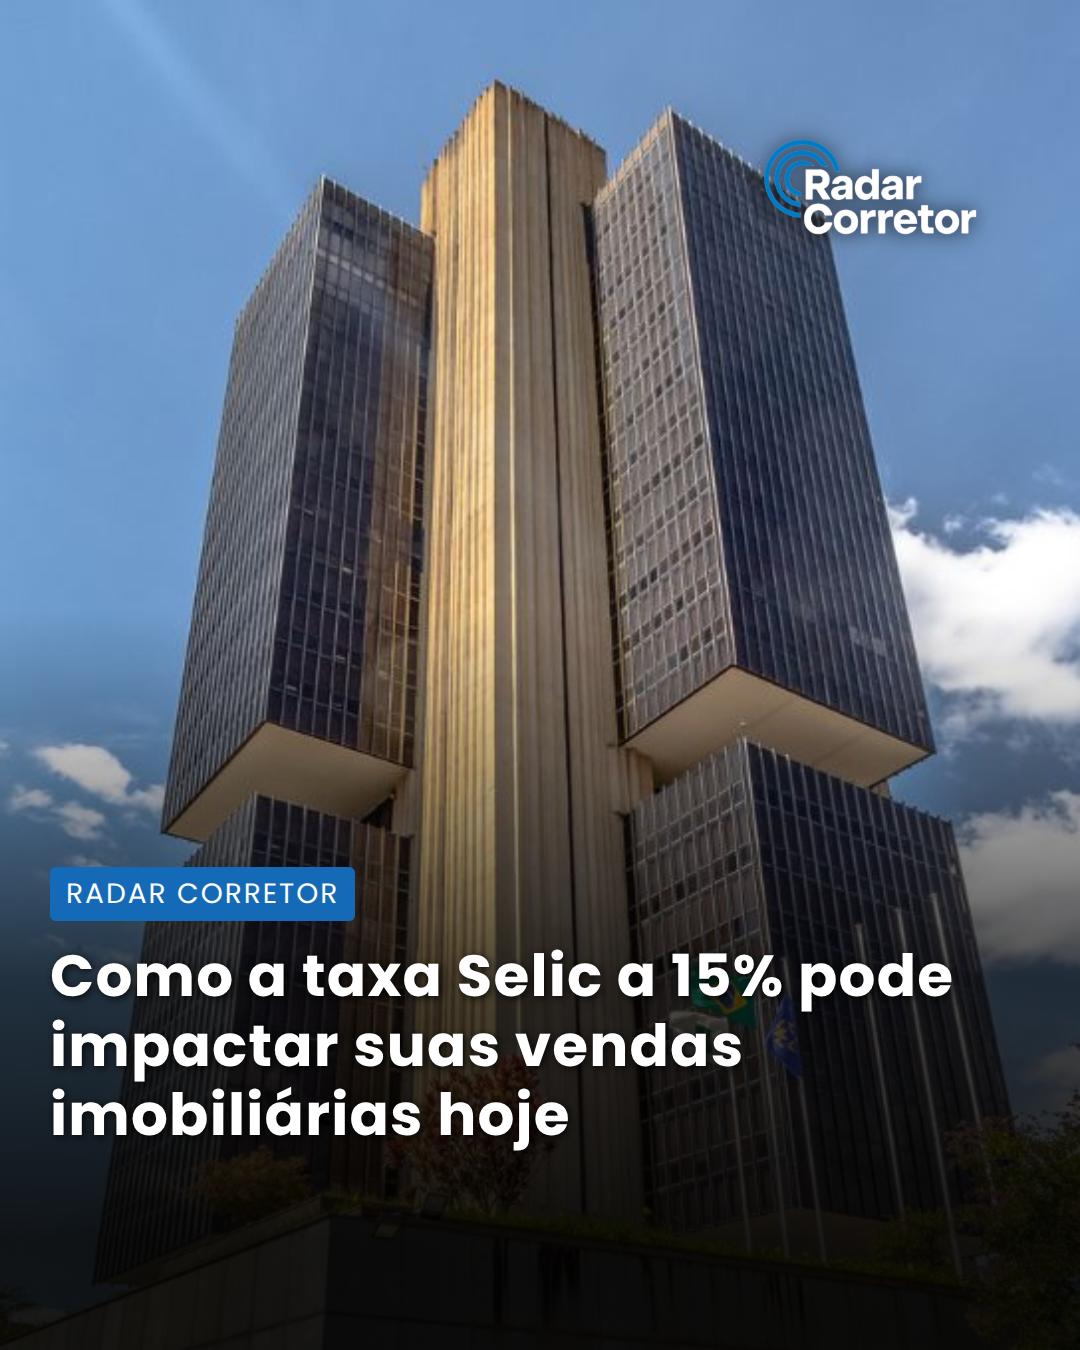 Radar
Corretor
RADAR CORRETOR
Como a taxa Selic a 15% pode
impactar suas vendas
imobiliárias hoje